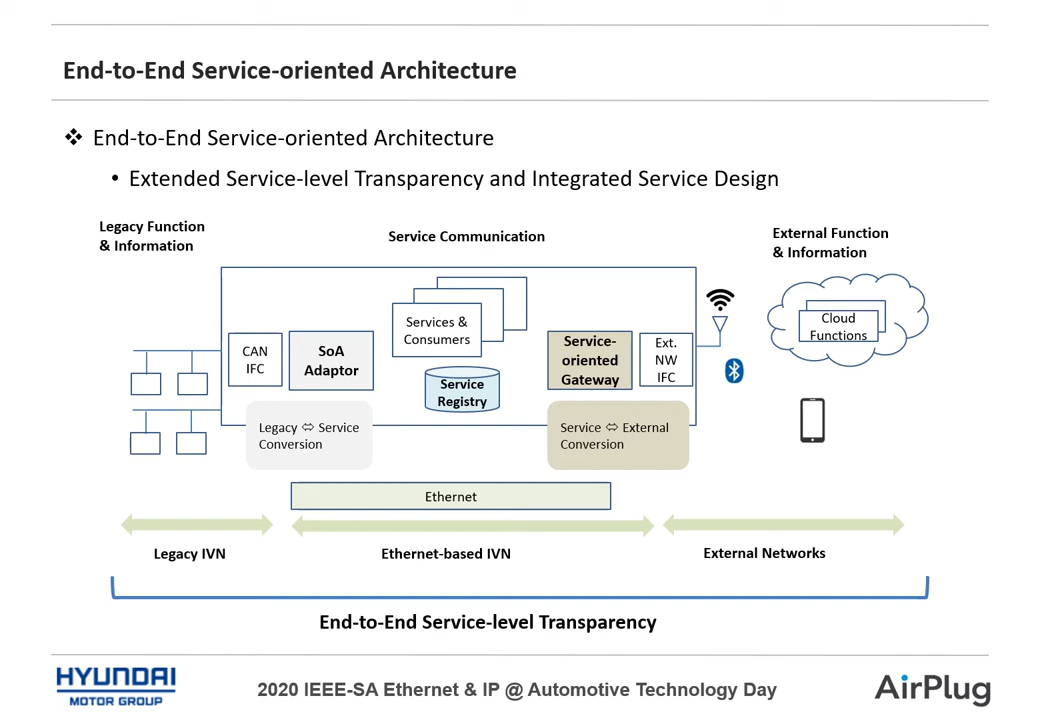 End-to-End Service-oriented Architecture
❖ End-to-End Service-oriented Architecture
• Extended Service-level Transparency and Integrated Service Design
Legacy Function
& Information
Service Communication
External Function
& Information
CAN
IFC
SoA
Adaptor
Services &
Consumers
Service
Registry
Service-
oriented
Gateway
Ext.
NW
IFC
Cloud
Functions
Legacy ⇔ Service
Conversion
Service ⇔ External
Conversion
Ethernet
Legacy IVN
Ethernet-based IVN
External Networks
End-to-End Service-level Transparency
HYUNDAI
MOTOR GROUP
2020 IEEE-SA Ethernet & IP @ Automotive Technology Day
AirPlug